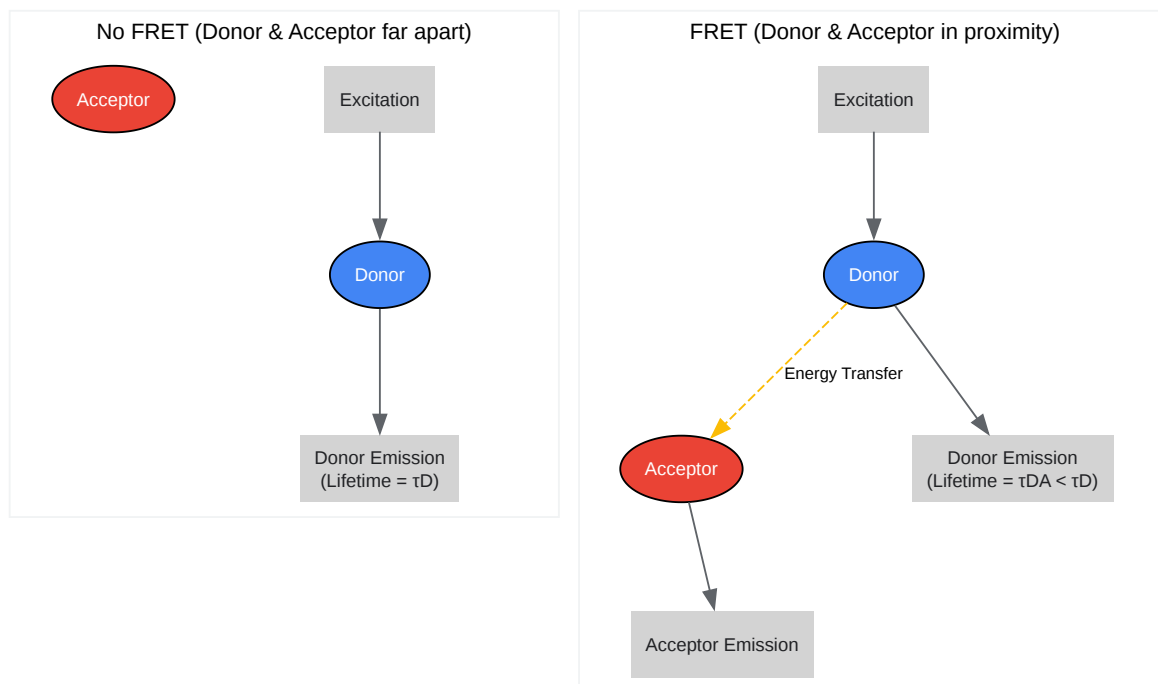 No FRET (Donor & Acceptor far apart)
Acceptor
Excitation
Donor
Donor Emission
(Lifetime = τD)
FRET (Donor & Acceptor in proximity)
Excitation
Donor
Energy Transfer
Acceptor
Donor Emission
(Lifetime = τDA < τD)
Acceptor Emission